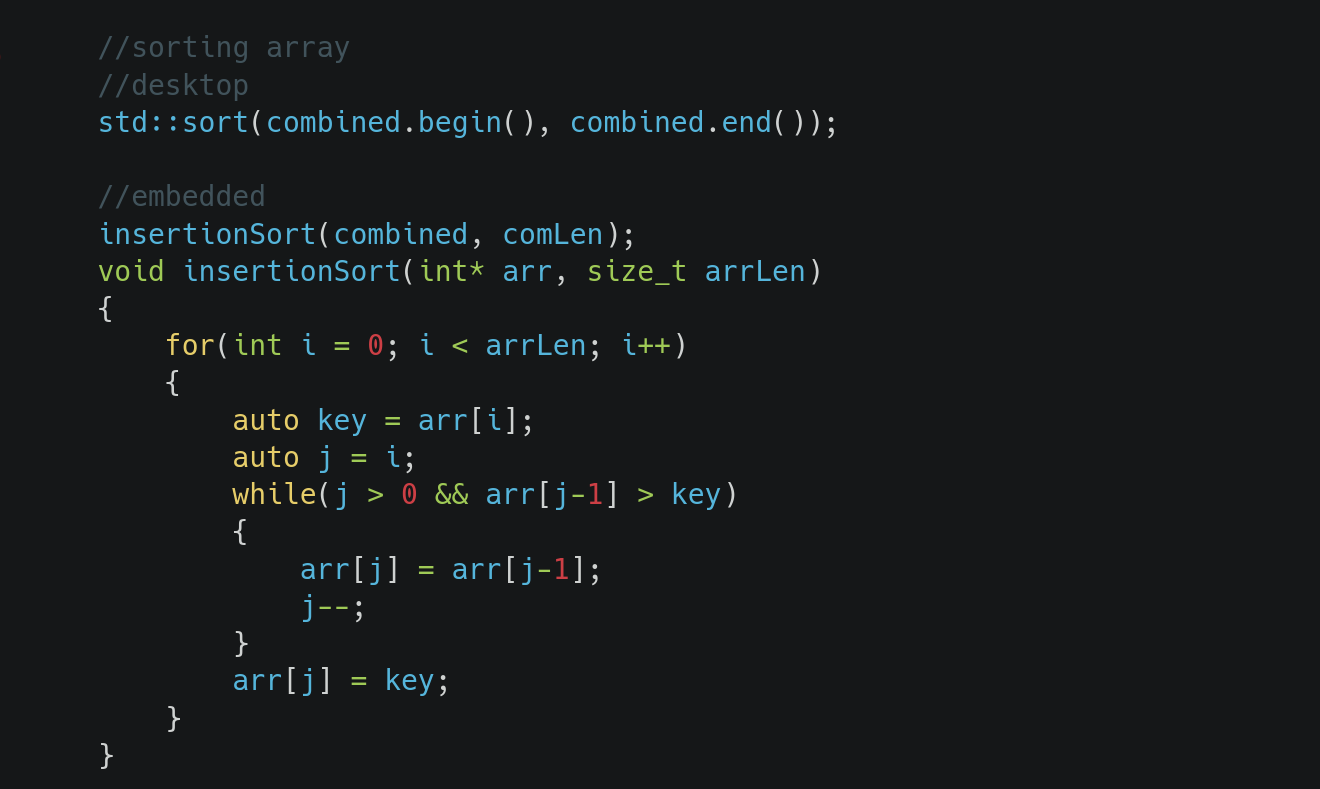 //sorting array
//desktop
std::sort(combined.begin(), combined.end());
//embedded
insertionSort(combined, comLen);
void insertionSort(int* arr, size_t arrLen)
{
for(int i = 0; i < arrLen; i++)
{
auto key = arr[i];
auto j = i;
while(j > 0 && arr[j-1] > key)
{
arr[j] = arr[j-1];
j--;
}
arr[j] = key;
}
}